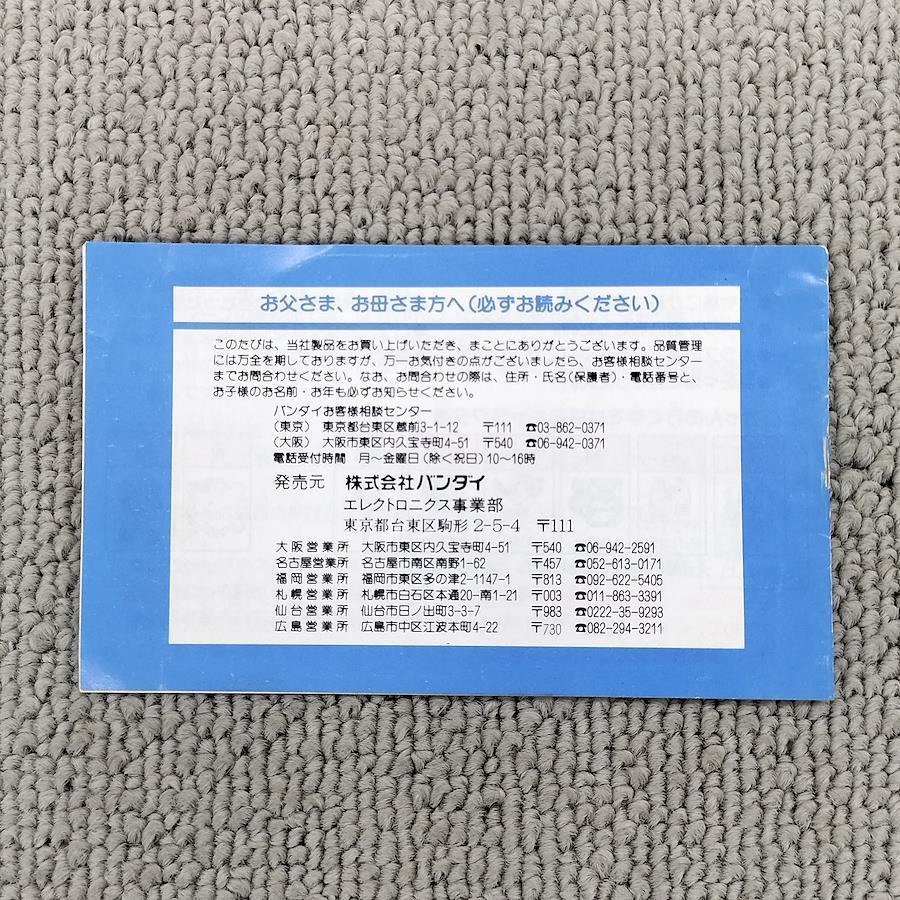 お父さま、お母さま方へ(必ずお読みください)
このたびは、当社製品をお買い上げいただき、まことにありがとうございます。品質管理
には万全を期しておりますが、万一お気付きの点がございましたら、お客様相談センター
までお問合わせください。なお、お問合わせの際は、住所・氏名(保護者)・電話番号と、
お子様のお名前・お年も必ずお知らせください。
バンダイお客様相談センター
(東京) 東京都台東区蔵前3-1-12 〒111 ☎03-862-0371
(大阪) 大阪市東区内久宝寺町4-51 〒540 ☎06-942-0371
電話受付時間 月〜金曜日(除く祝日)10〜16時
発売元 株式会社バンダイ
エレクトロニクス事業部
東京都台東区駒形2-5-4 〒111
大阪営業所 大阪市東区内久宝寺町4-51 〒540 ☎06-942-2591
名古屋営業所 名古屋市南区南野1-62 〒457 ☎052-613-0171
福岡営業所 福岡市東区多の津2-1147-1 〒813 ☎092-622-5405
札幌営業所 札幌市白石区本通20-南1-21 〒003 ☎011-863-3391
仙台営業所 仙台市日ノ出町3-3-7 〒983 ☎0222-35-9293
広島営業所 広島市中区江波本町4-22 〒730 ☎082-294-3211